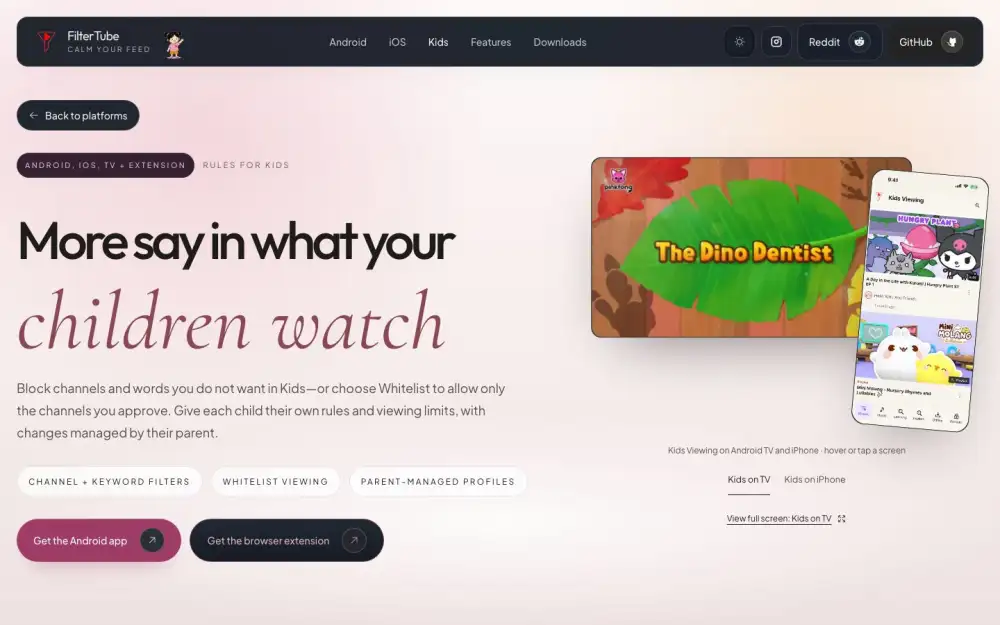 FilterTube
CALM YOUR FEED
Android
iOS
Kids
Features
Downloads
Reddit
GitHub
← Back to platforms
ANDROID, IOS, TV + EXTENSION
RULES FOR KIDS
More say in what your
children watch
Block channels and words you do not want in Kids—or choose Whitelist to allow only
the channels you approve. Give each child their own rules and viewing limits, with
changes managed by their parent.
CHANNEL + KEYWORD FILTERS
WHITELIST VIEWING
PARENT-MANAGED PROFILES
Get the Android app
Get the browser extension
pinkfong
The Dino Dentist
9:41
Kids Viewing
HUNGRY PLANT
MOLANG
Kids Viewing on Android TV and iPhone · hover or tap a screen
Kids on TV
Kids on iPhone
View full screen: Kids on TV